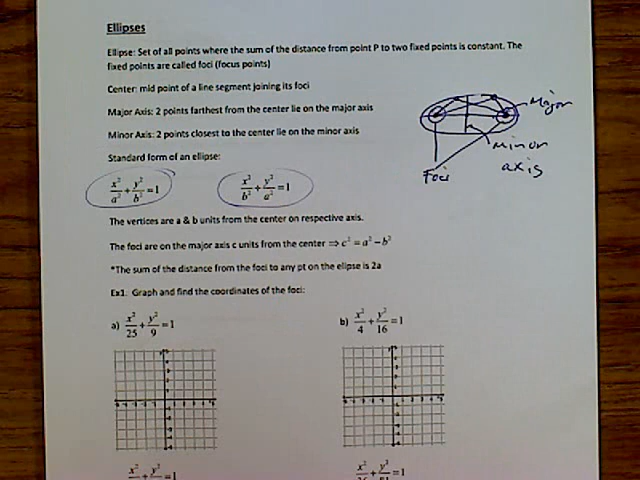 Ellipses
Ellipse: Set of all points where the sum of the distance from point P to two fixed points is constant. The
fixed points are called foci (focus points)
Center: mid point of a line segment joining its foci
Major Axis: 2 points farthest from the center lie on the major axis
Major
Minor Axis: 2 points closest to the center lie on the minor axis
Minor
axis
Foci
Standard form of an ellipse:
x²/a² + y²/b² = 1 x²/b² + y²/a² = 1
The vertices are a & b units from the center on respective axis.
The foci are on the major axis c units from the center ⇒ c² = a² − b²
*The sum of the distance from the foci to any pt on the elipse is 2a
Ex1: Graph and find the coordinates of the foci:
a) x²/25 + y²/9 = 1 b) x²/4 + y²/16 = 1